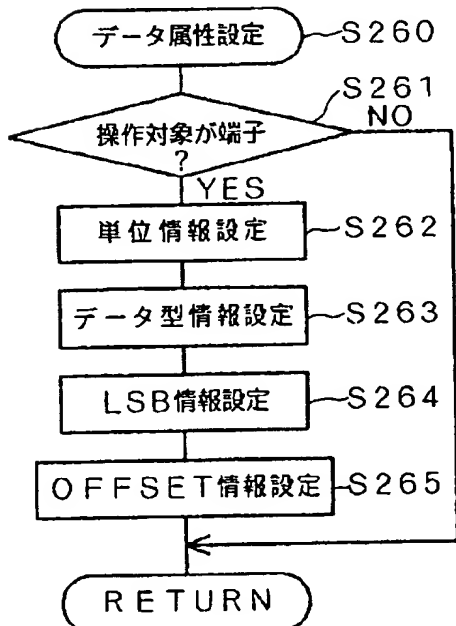 データ属性設定 S260
S261
NO
操作対象が端子
?
YES
単位情報設定 S262
データ型情報設定 S263
LSB情報設定 S264
OFFSET情報設定 S265
RETURN